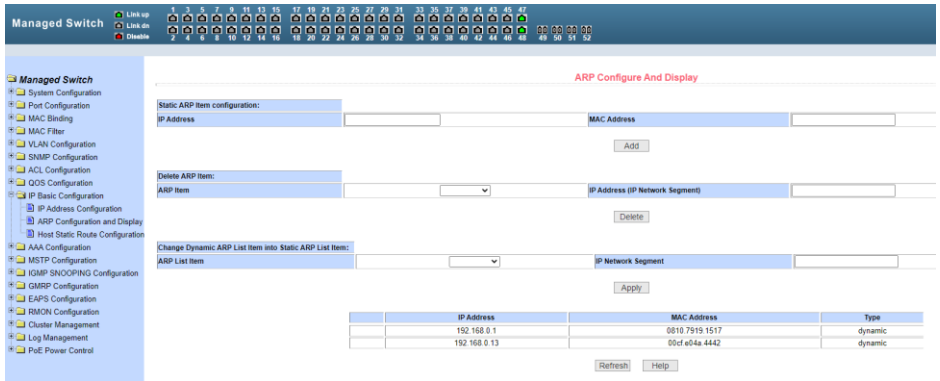 Managed Switch
Link up
Link dn
Disable
1 3 5 7 9 11 13 15 17 19 21 23 25 27 29 31 33 35 37 39 41 43 45 47
2 4 6 8 10 12 14 16 18 20 22 24 26 28 30 32 34 36 38 40 42 44 46 48 49 50 51 52
Managed Switch
System Configuration
Port Configuration
MAC Binding
MAC Filter
VLAN Configuration
SNMP Configuration
ACL Configuration
QOS Configuration
IP Basic Configuration
IP Address Configuration
ARP Configuration and Display
Host Static Route Configuration
AAA Configuration
MSTP Configuration
IGMP SNOOPING Configuration
GMRP Configuration
EAPS Configuration
RMON Configuration
Cluster Management
Log Management
PoE Power Control
ARP Configure And Display
Static ARP Item configuration:
IP Address MAC Address
Add
Delete ARP Item:
ARP Item IP Address (IP Network Segment)
Delete
Change Dynamic ARP List Item into Static ARP List Item:
ARP List Item IP Network Segment
Apply
IP Address MAC Address Type
192.168.0.1 0810.7919.1517 dynamic
192.168.0.13 00cf.e04a.4442 dynamic
Refresh Help